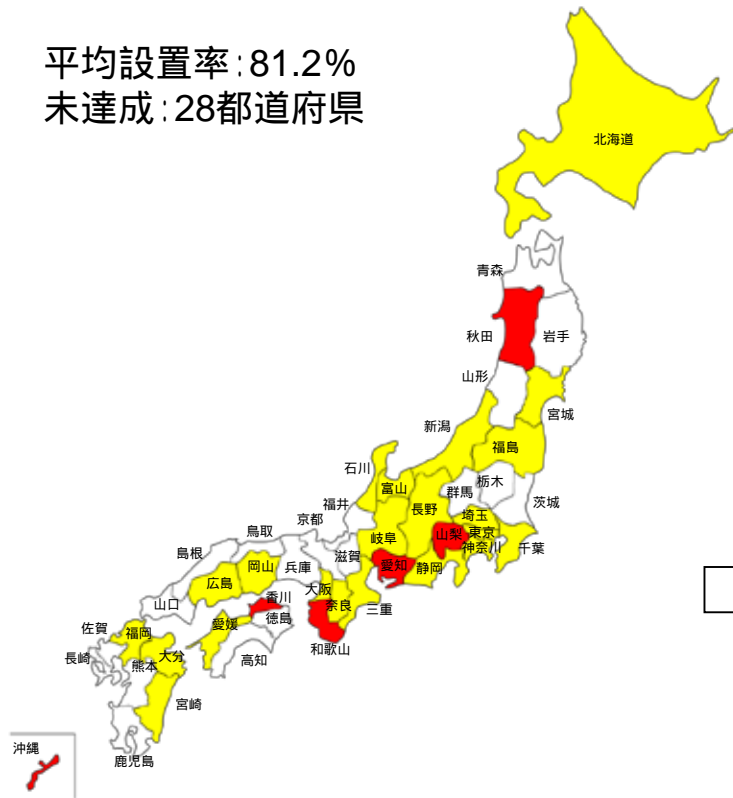 平均設置率:81.2%
未達成:28都道府県
北海道
青森
秋田
岩手
山形
宮城
新潟
福島
石川
富山
群馬
栃木
茨城
福井
長野
埼玉
鳥取
京都
岐阜
山梨
東京
島根
滋賀
神奈川
千葉
岡山
兵庫
愛知
静岡
広島
大阪
香川
奈良
山口
徳島
三重
佐賀
福岡
愛媛
和歌山
長崎
大分
熊本
高知
宮崎
沖縄
鹿児島